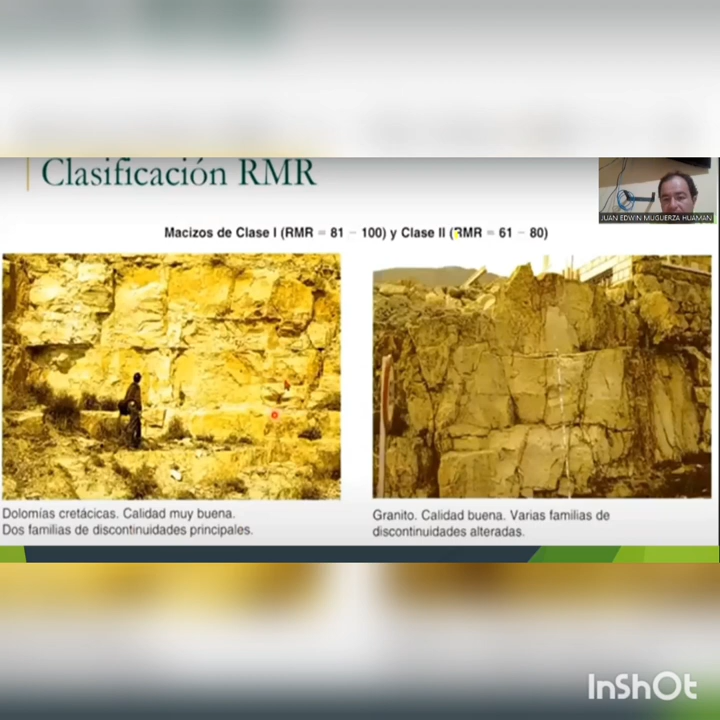 Clasificación RMR
JUAN EDWIN MUGUERZA HUAMAN
Macizos de Clase I (RMR = 81 - 100) y Clase II (RMR = 61 - 80)
Dolomías cretácicas. Calidad muy buena.
Dos familias de discontinuidades principales.
Granito. Calidad buena. Varias familias de
discontinuidades alteradas.
InShOt